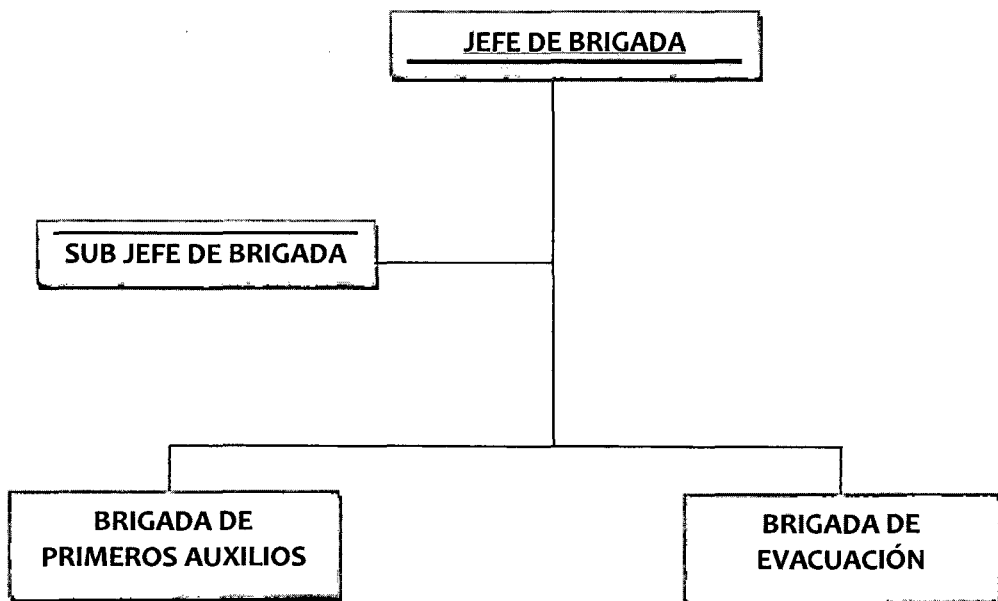 JEFE DE BRIGADA
SUB JEFE DE BRIGADA
BRIGADA DE
PRIMEROS AUXILIOS
BRIGADA DE
EVACUACIÓN